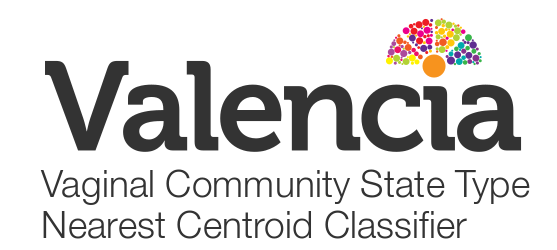 Valencia
Vaginal Community State Type
Nearest Centroid Classifier